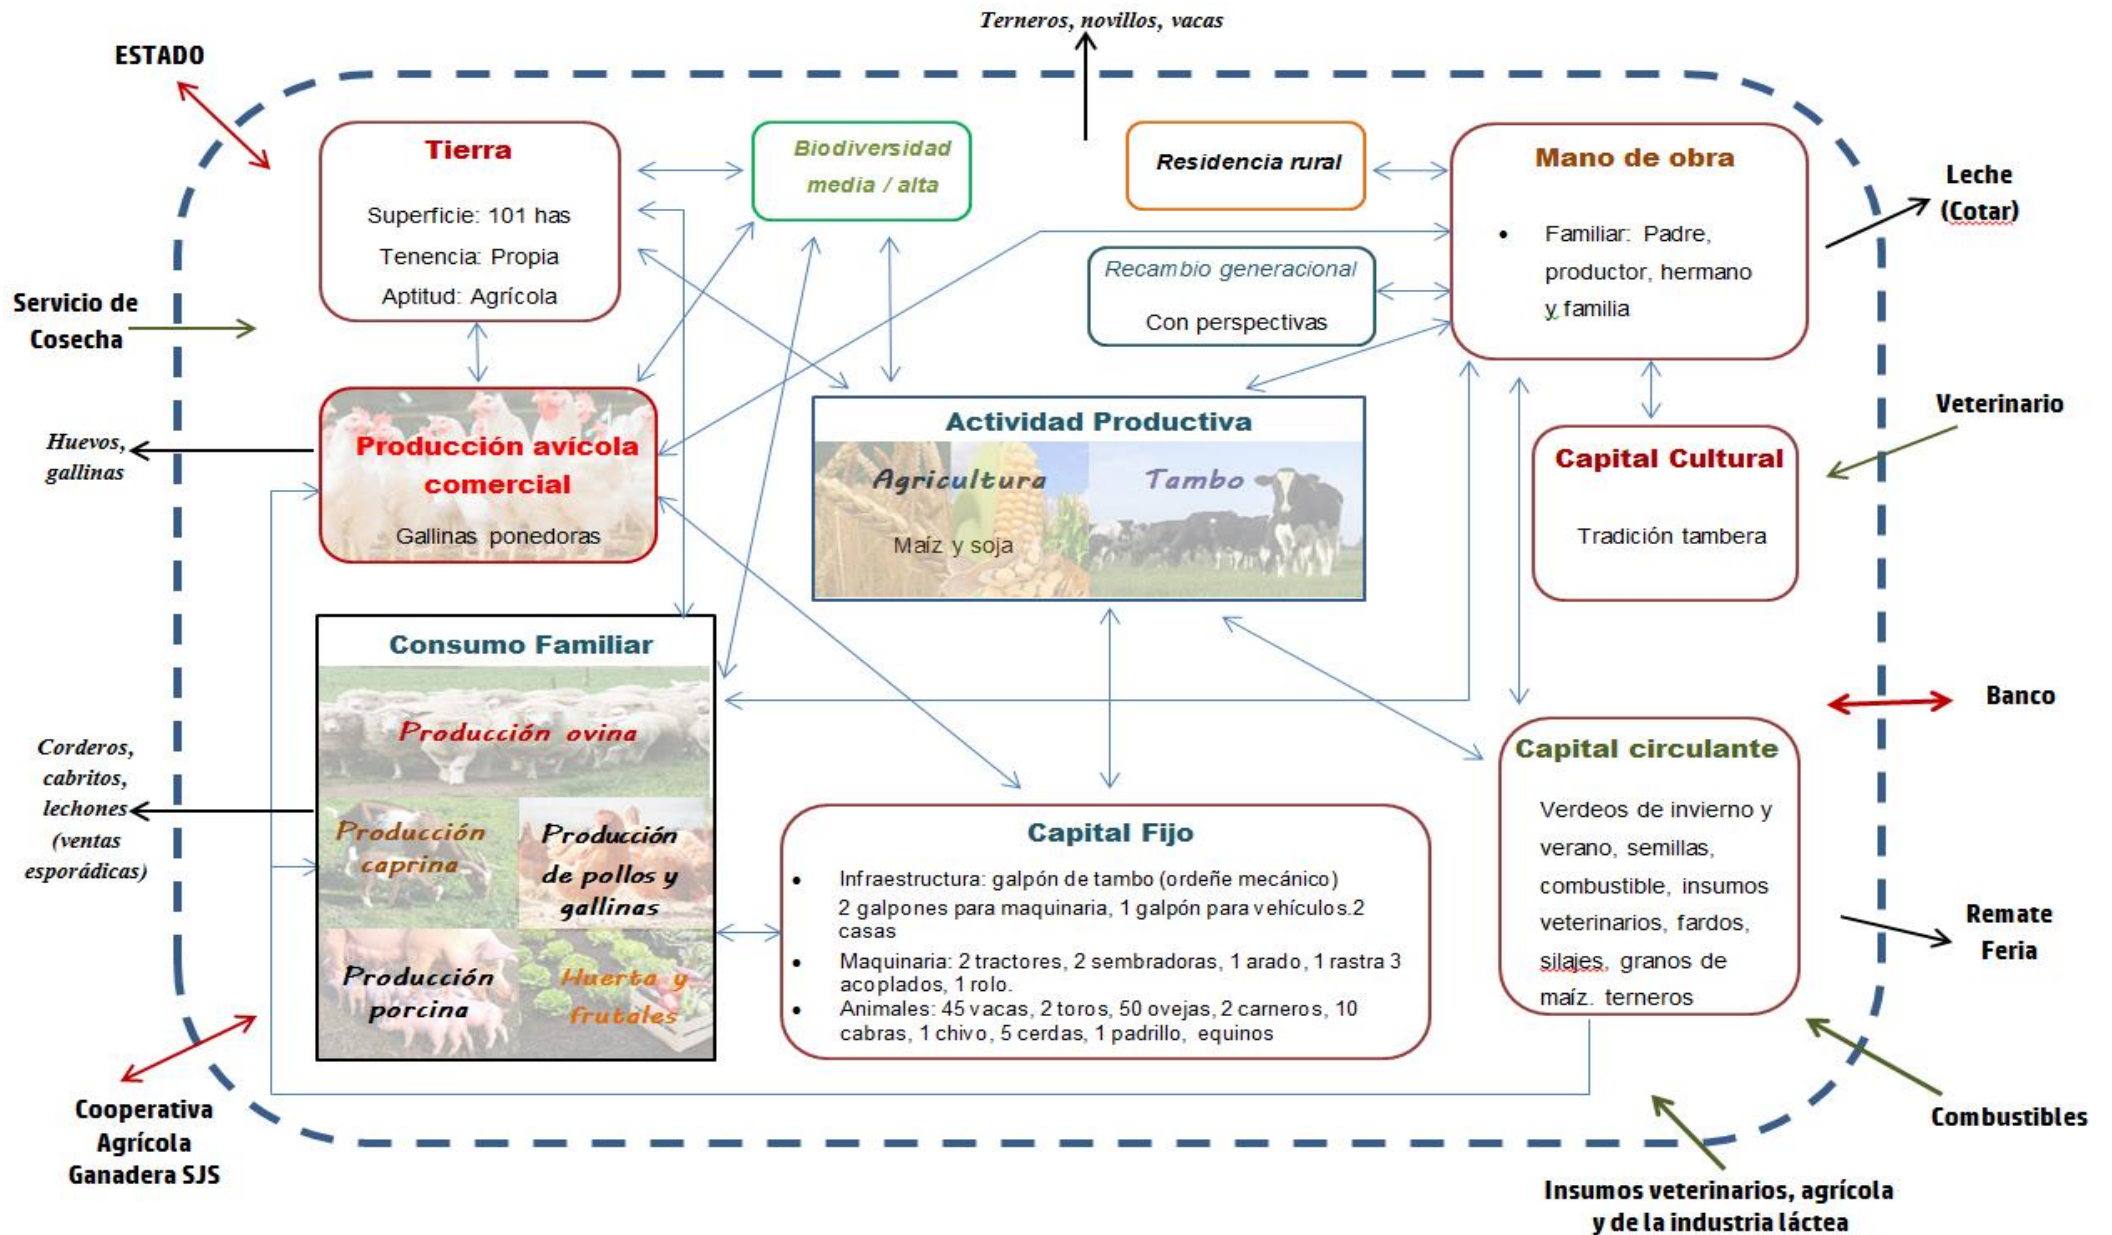 Terneros, novillos, vacas
ESTADO
Tierra
Superficie: 101 has
Tenencia: Propia
Aptitud: Agrícola
Biodiversidad
media / alta
Residencia rural
Mano de obra
• Familiar: Padre,
productor, hermano
y familia
Leche
(Cotar)
Recambio generacional
Con perspectivas
Servicio de
Cosecha
Huevos,
gallinas
Producción avícola
comercial
Gallinas ponedoras
Actividad Productiva
Agricultura
Maíz y soja
Tambo
Capital Cultural
Tradición tambera
Veterinario
Consumo Familiar
Producción ovina
Producción
caprina
Producción
de pollos y
gallinas
Producción
porcina
Huerta y
frutales
Corderos,
cabritos,
lechones
(ventas
esporádicas)
Capital Fijo
• Infraestructura: galpón de tambo (ordeñe mecánico)
2 galpones para maquinaria, 1 galpón para vehículos.2
casas
• Maquinaria: 2 tractores, 2 sembradoras, 1 arado, 1 rastra 3
acoplados, 1 rolo.
• Animales: 45 vacas, 2 toros, 50 ovejas, 2 carneros, 10
cabras, 1 chivo, 5 cerdas, 1 padrillo, equinos
Capital circulante
Verdeos de invierno y
verano, semillas,
combustible, insumos
veterinarios, fardos,
silajes, granos de
maíz. terneros
Banco
Remate
Feria
Combustibles
Cooperativa
Agrícola
Ganadera SJS
Insumos veterinarios, agrícola
y de la industria láctea